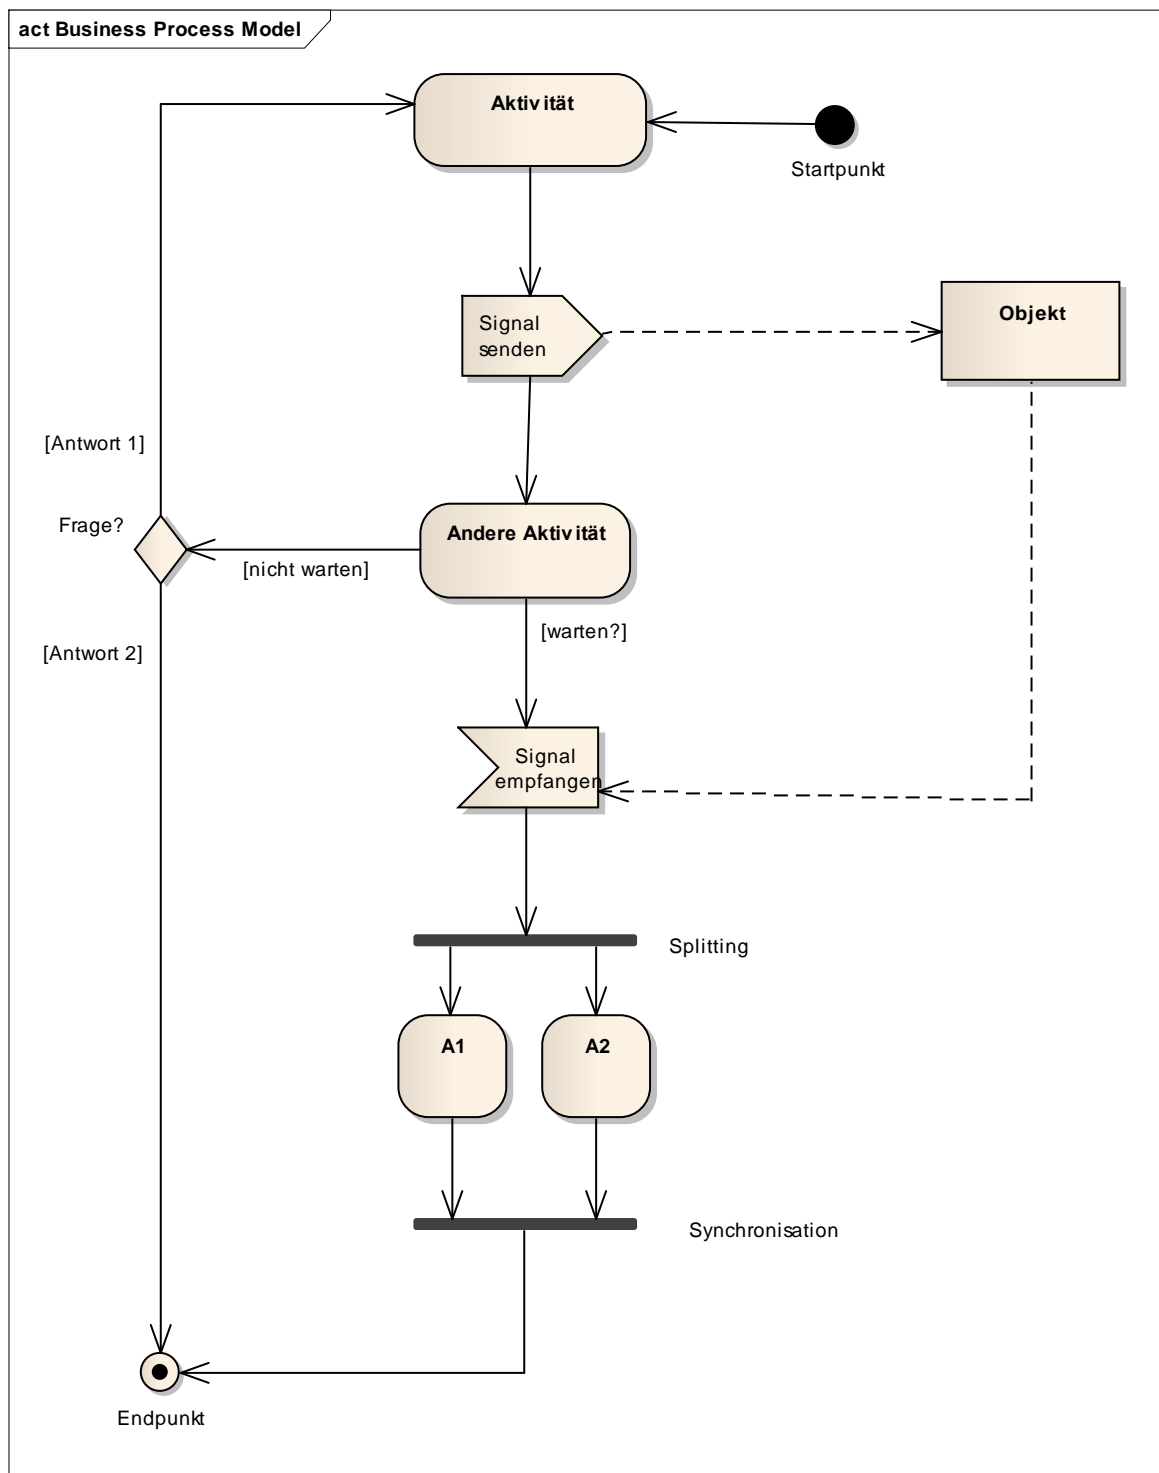 act Business Process Model
Aktivität
Startpunkt
Signal
senden
Objekt
[Antwort 1]
Frage?
Andere Aktivität
[nicht warten]
[warten?]
[Antwort 2]
Signal
empfangen
Splitting
A1
A2
Synchronisation
Endpunkt